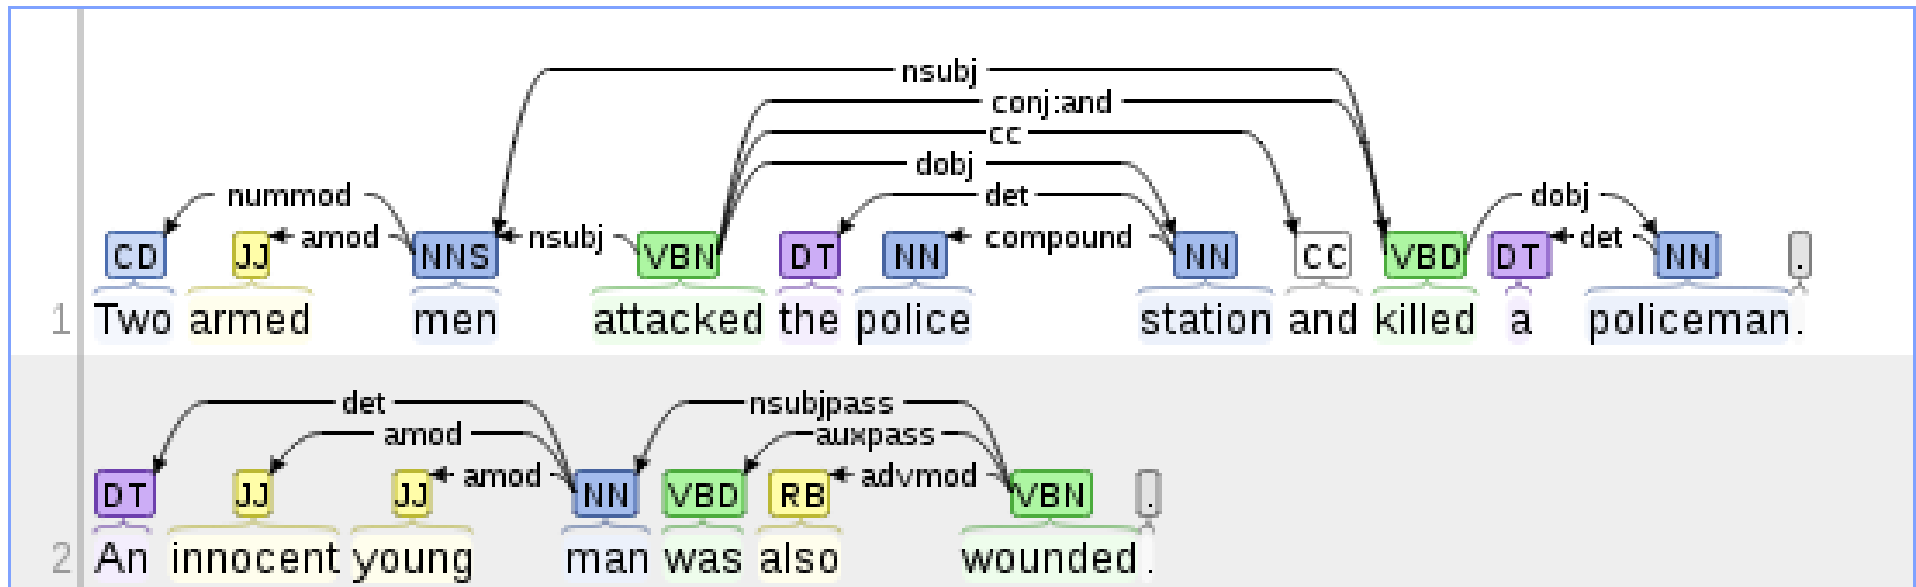 nsubj
conj:and
cc
dobj
nummod det dobj
amod nsubj compound det
CD JJ NNS VBN DT NN NN CC VBD DT NN .
1 Two armed men attacked the police station and killed a policeman.
det nsubjpass
amod auxpass
amod advmod
DT JJ JJ NN VBD RB VBN .
2 An innocent young man was also wounded.